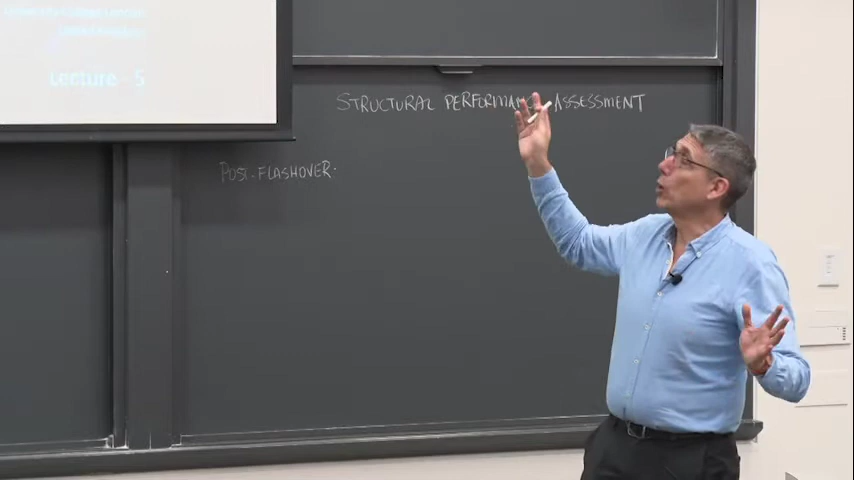 Lecture - 5
STRUCTURAL PERFORMANCE ASSESSMENT
POST-FLASHOVER.